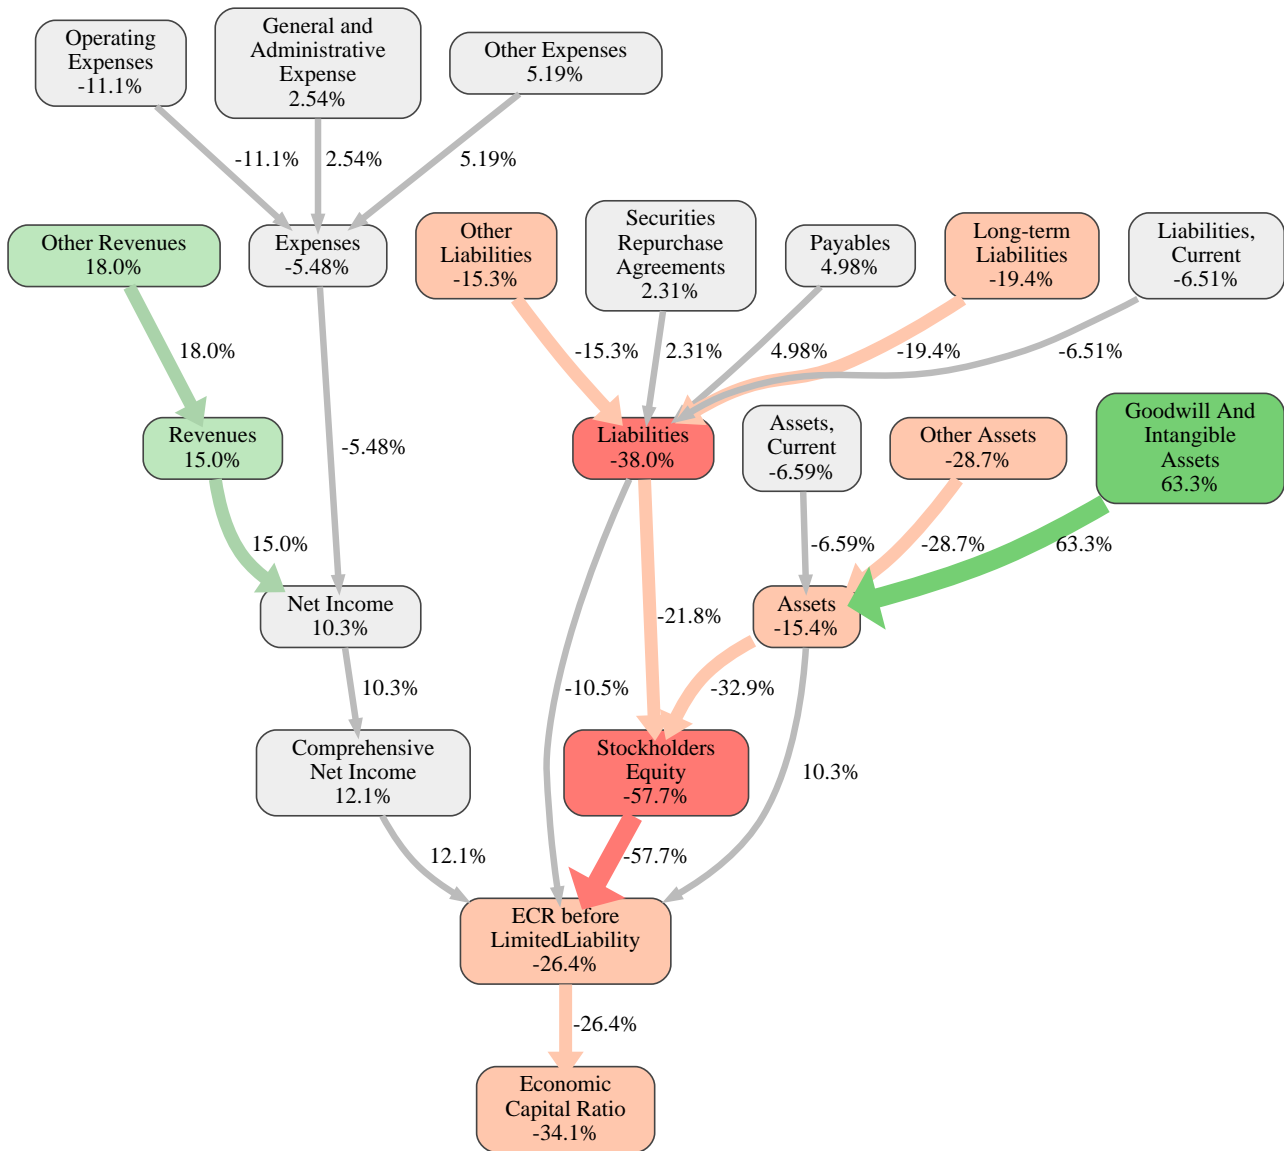 Operating
Expenses
-11.1%
General and
Administrative
Expense
2.54%
Other Expenses
5.19%
-11.1%
2.54%
5.19%
Other Revenues
18.0%
Expenses
-5.48%
Other
Liabilities
-15.3%
Securities
Repurchase
Agreements
2.31%
Payables
4.98%
Long-term
Liabilities
-19.4%
Liabilities,
Current
-6.51%
18.0%
-15.3%
2.31%
4.98%
-19.4%
-6.51%
Revenues
15.0%
-5.48%
Liabilities
-38.0%
Assets,
Current
-6.59%
Other Assets
-28.7%
Goodwill And
Intangible
Assets
63.3%
15.0%
-6.59%
-28.7%
63.3%
Net Income
10.3%
-21.8%
Assets
-15.4%
10.3%
-10.5%
-32.9%
Comprehensive
Net Income
12.1%
Stockholders
Equity
-57.7%
10.3%
12.1%
-57.7%
ECR before
LimitedLiability
-26.4%
-26.4%
Economic
Capital Ratio
-34.1%